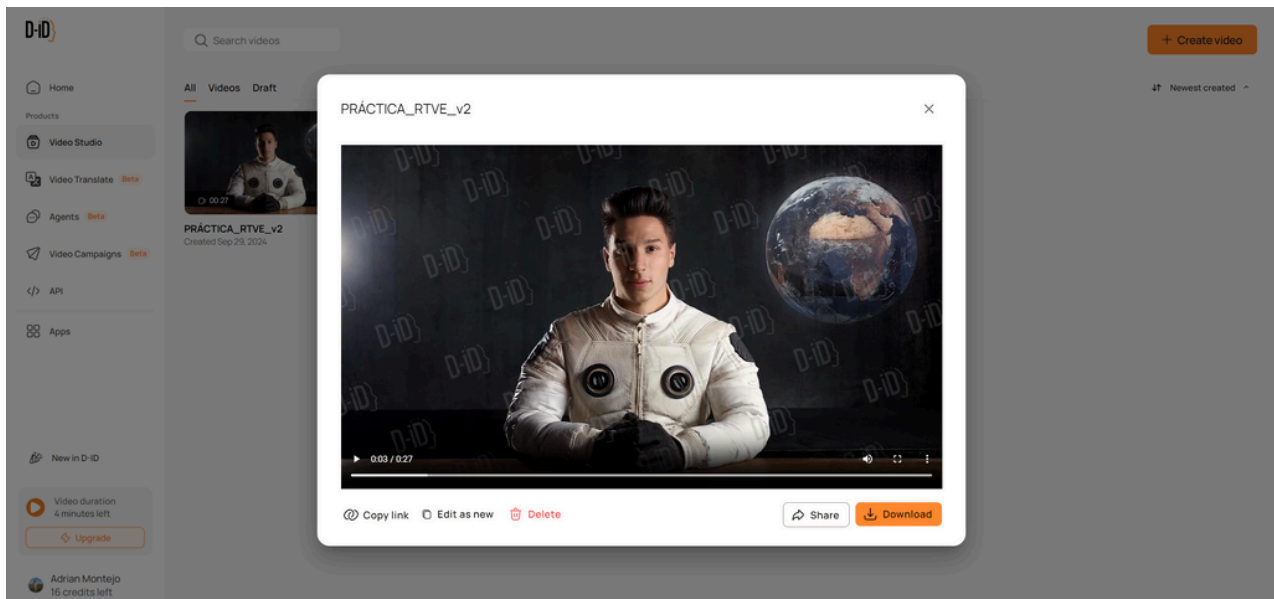 D-iD}
Search videos
+ Create video
Home
All Videos Draft
Newest created
Products
Video Studio
Video Translate Beta
Agents Beta
Video Campaigns Beta
</> API
Apps
00:27
PRÁCTICA_RTVE_v2
Created Sep 29, 2024
PRÁCTICA_RTVE_v2
D-iD}
0:03 / 0:27
Copy link
Edit as new
Delete
Share
Download
New in D-ID
Video duration
4 minutes left
Upgrade
Adrian Montejo
16 credits left